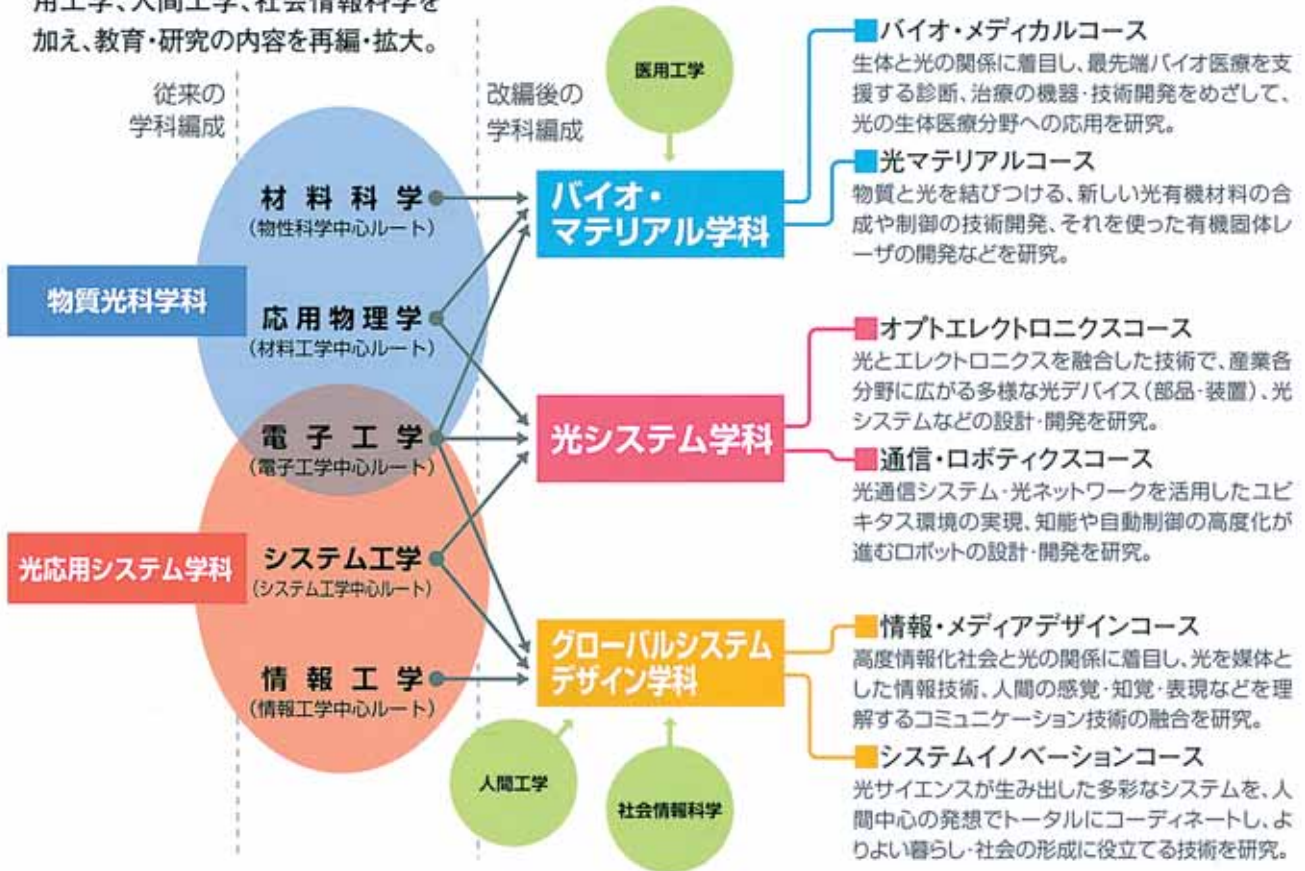 用工学、人間工学、社会情報科学を
加え、教育・研究の内容を再編・拡大。
従来の
学科編成
改編後の
学科編成
物質光科学科
光応用システム学科
材料科学
(物性科学中心ルート)
応用物理学
(材料工学中心ルート)
電子工学
(電子工学中心ルート)
システム工学
(システム工学中心ルート)
情報工学
(情報工学中心ルート)
医用工学
バイオ・
マテリアル学科
光システム学科
グローバルシステム
デザイン学科
人間工学
社会情報科学
■バイオ・メディカルコース
生体と光の関係に着目し、最先端バイオ医療を支
援する診断、治療の機器・技術開発をめざして、
光の生体医療分野への応用を研究。
■光マテリアルコース
物質と光を結びつける、新しい光有機材料の合
成や制御の技術開発、それを使った有機固体レ
ーザの開発などを研究。
■オプトエレクトロニクスコース
光とエレクトロニクスを融合した技術で、産業各
分野に広がる多様な光デバイス(部品・装置)、光
システムなどの設計・開発を研究。
■通信・ロボティクスコース
光通信システム・光ネットワークを活用したユビ
キタス環境の実現、知能や自動制御の高度化が
進むロボットの設計・開発を研究。
■情報・メディアデザインコース
高度情報化社会と光の関係に着目し、光を媒体と
した情報技術、人間の感覚・知覚・表現などを理
解するコミュニケーション技術の融合を研究。
■システムイノベーションコース
光サイエンスが生み出した多彩なシステムを、人
間中心の発想でトータルにコーディネートし、よ
りよい暮らし・社会の形成に役立てる技術を研究。